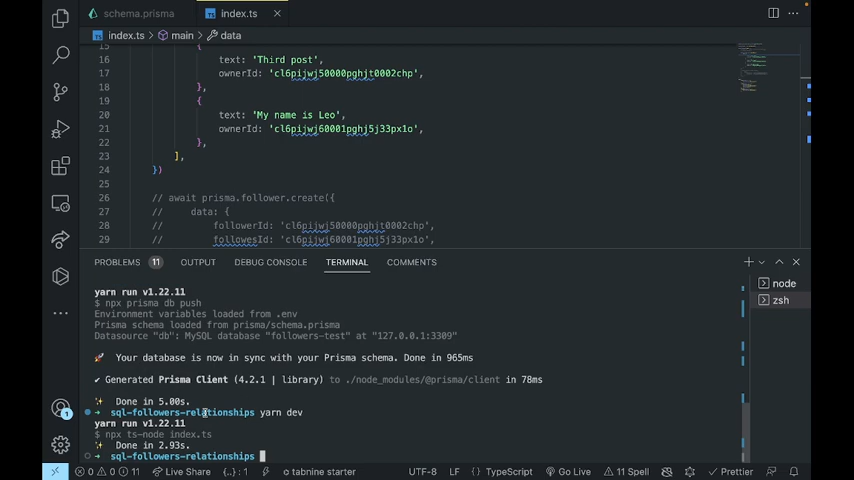 schema.prisma
index.ts
index.ts > main > data
15 {
16 text: 'Third post',
17 ownerId: 'cl6pijwj50000pghjt0002chp',
18 },
19 {
20 text: 'My name is Leo',
21 ownerId: 'cl6pijwj60001pghj5j33px1o',
22 },
23 ],
24 })
25
26 // await prisma.follower.create({
27 // data: {
28 // followerId: 'cl6pijwj50000pghjt0002chp',
29 // followesId: 'cl6pijwj60001pghj5j33px1o',
PROBLEMS 11 OUTPUT DEBUG CONSOLE TERMINAL COMMENTS
node
zsh
yarn run v1.22.11
$ npx prisma db push
Environment variables loaded from .env
Prisma schema loaded from prisma/schema.prisma
Datasource "db": MySQL database "followers-test" at "127.0.0.1:3309"
🚀 Your database is now in sync with your Prisma schema. Done in 965ms
✔ Generated Prisma Client (4.2.1 | library) to ./node_modules/@prisma/client in 78ms
✨ Done in 5.00s.
➜ sql-followers-relationships yarn dev
yarn run v1.22.11
$ npx ts-node index.ts
✨ Done in 2.93s.
➜ sql-followers-relationships
1
0 0 11 Live Share {..} : 1 tabnine starter UTF-8 LF TypeScript Go Live 11 Spell Prettier